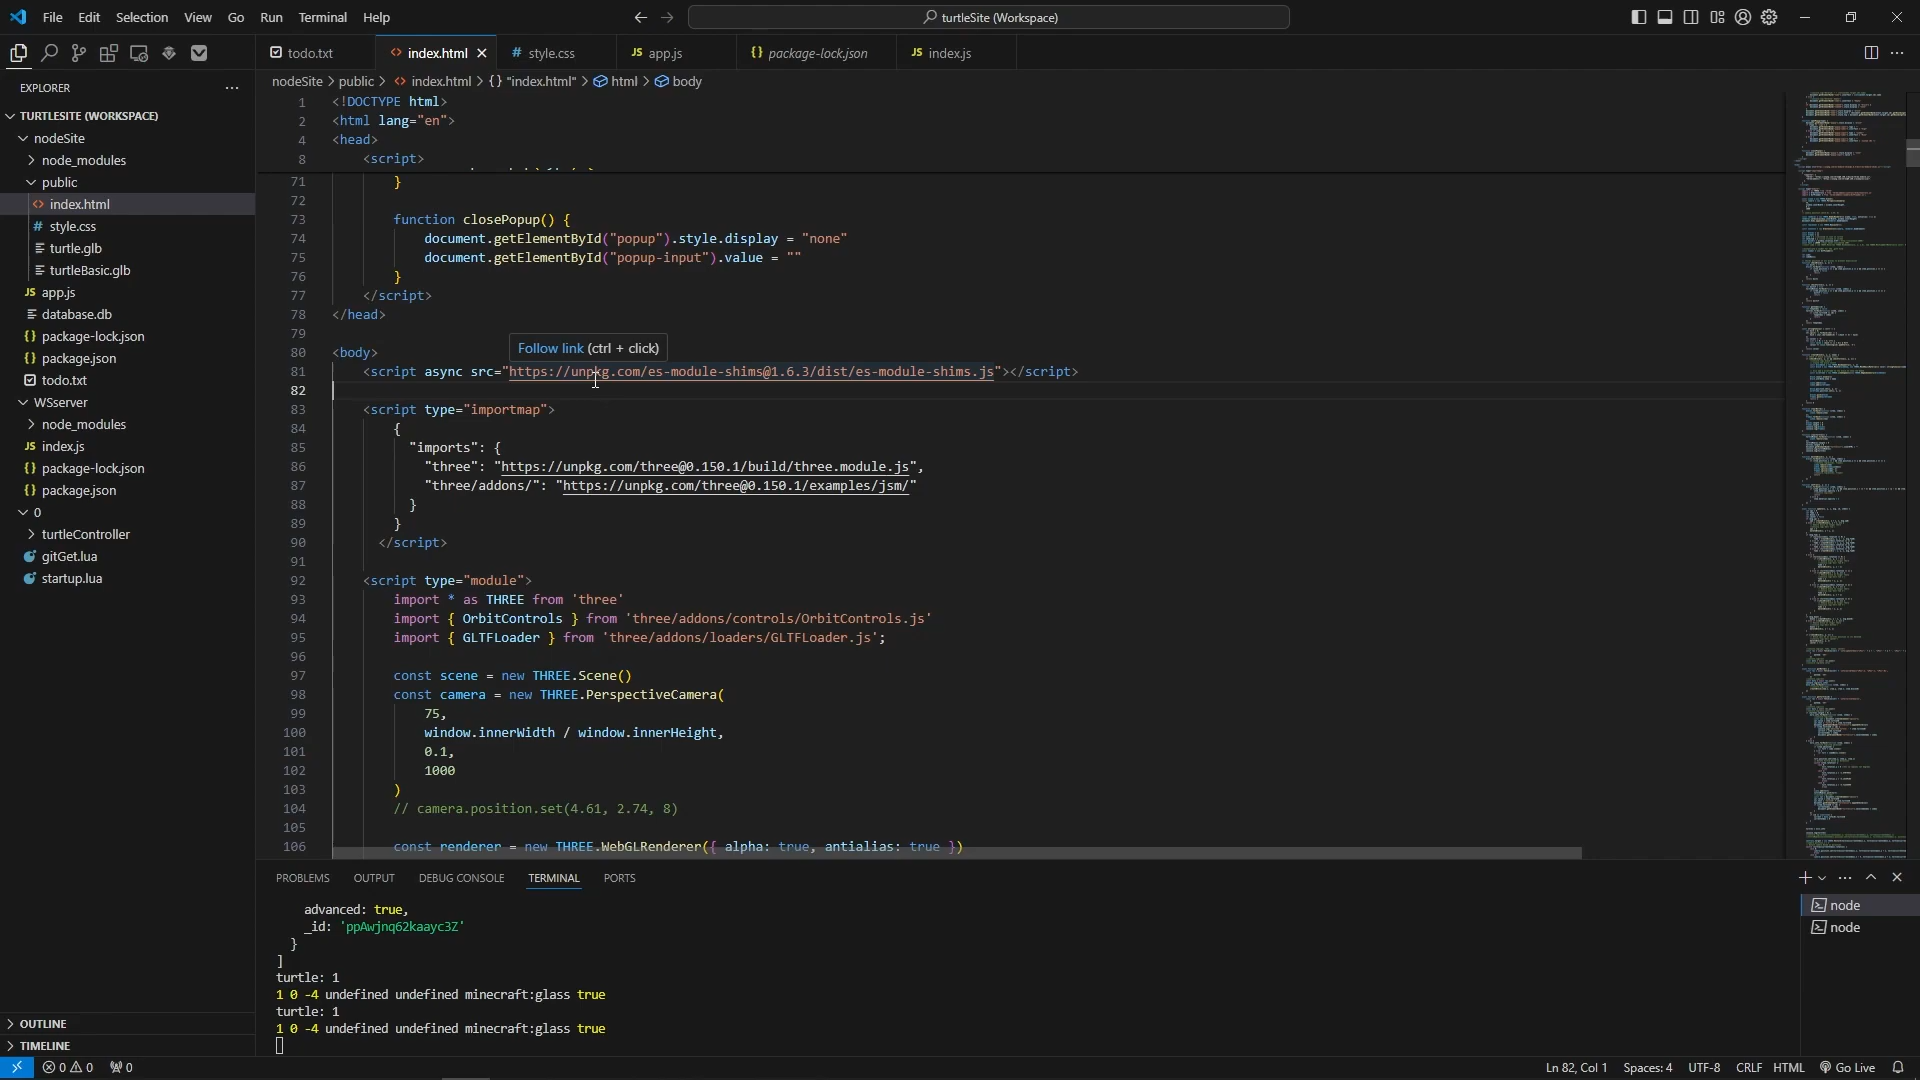 File Edit Selection View Go Run Terminal Help
turtleSite (Workspace)
todo.txt
index.html
style.css
JS app.js
{} package-lock.json
JS index.js
EXPLORER
nodeSite > public > index.html > {} "index.html" > html > body
TURTLESITE (WORKSPACE)
nodeSite
node_modules
public
index.html
style.css
turtle.glb
turtleBasic.glb
JS app.js
database.db
{} package-lock.json
{} package.json
todo.txt
WSserver
node_modules
JS index.js
{} package-lock.json
{} package.json
0
turtleController
gitGet.lua
startup.lua
OUTLINE
TIMELINE
1 <!DOCTYPE html>
2 <html lang="en">
4 <head>
8 <script>
71 }
72
73 function closePopup() {
74 document.getElementById("popup").style.display = "none"
75 document.getElementById("popup-input").value = ""
76 }
77 </script>
78 </head>
79
Follow link (ctrl + click)
80 <body>
81 <script async src="https://unpkg.com/es-module-shims@1.6.3/dist/es-module-shims.js"></script>
82
83 <script type="importmap">
84 {
85 "imports": {
86 "three": "https://unpkg.com/three@0.150.1/build/three.module.js",
87 "three/addons/": "https://unpkg.com/three@0.150.1/examples/jsm/"
88 }
89 }
90 </script>
91
92 <script type="module">
93 import * as THREE from 'three'
94 import { OrbitControls } from 'three/addons/controls/OrbitControls.js'
95 import { GLTFLoader } from 'three/addons/loaders/GLTFLoader.js';
96
97 const scene = new THREE.Scene()
98 const camera = new THREE.PerspectiveCamera(
99 75,
100 window.innerWidth / window.innerHeight,
101 0.1,
102 1000
103 )
104 // camera.position.set(4.61, 2.74, 8)
105
106 const renderer = new THREE.WebGLRenderer({ alpha: true, antialias: true })
PROBLEMS OUTPUT DEBUG CONSOLE TERMINAL PORTS
advanced: true,
_id: 'ppAwjnq62kaayc3Z'
}
]
turtle: 1
1 0 -4 undefined undefined minecraft:glass true
turtle: 1
1 0 -4 undefined undefined minecraft:glass true
node
node
0 0 0
Ln 82, Col 1 Spaces: 4 UTF-8 CRLF HTML Go Live